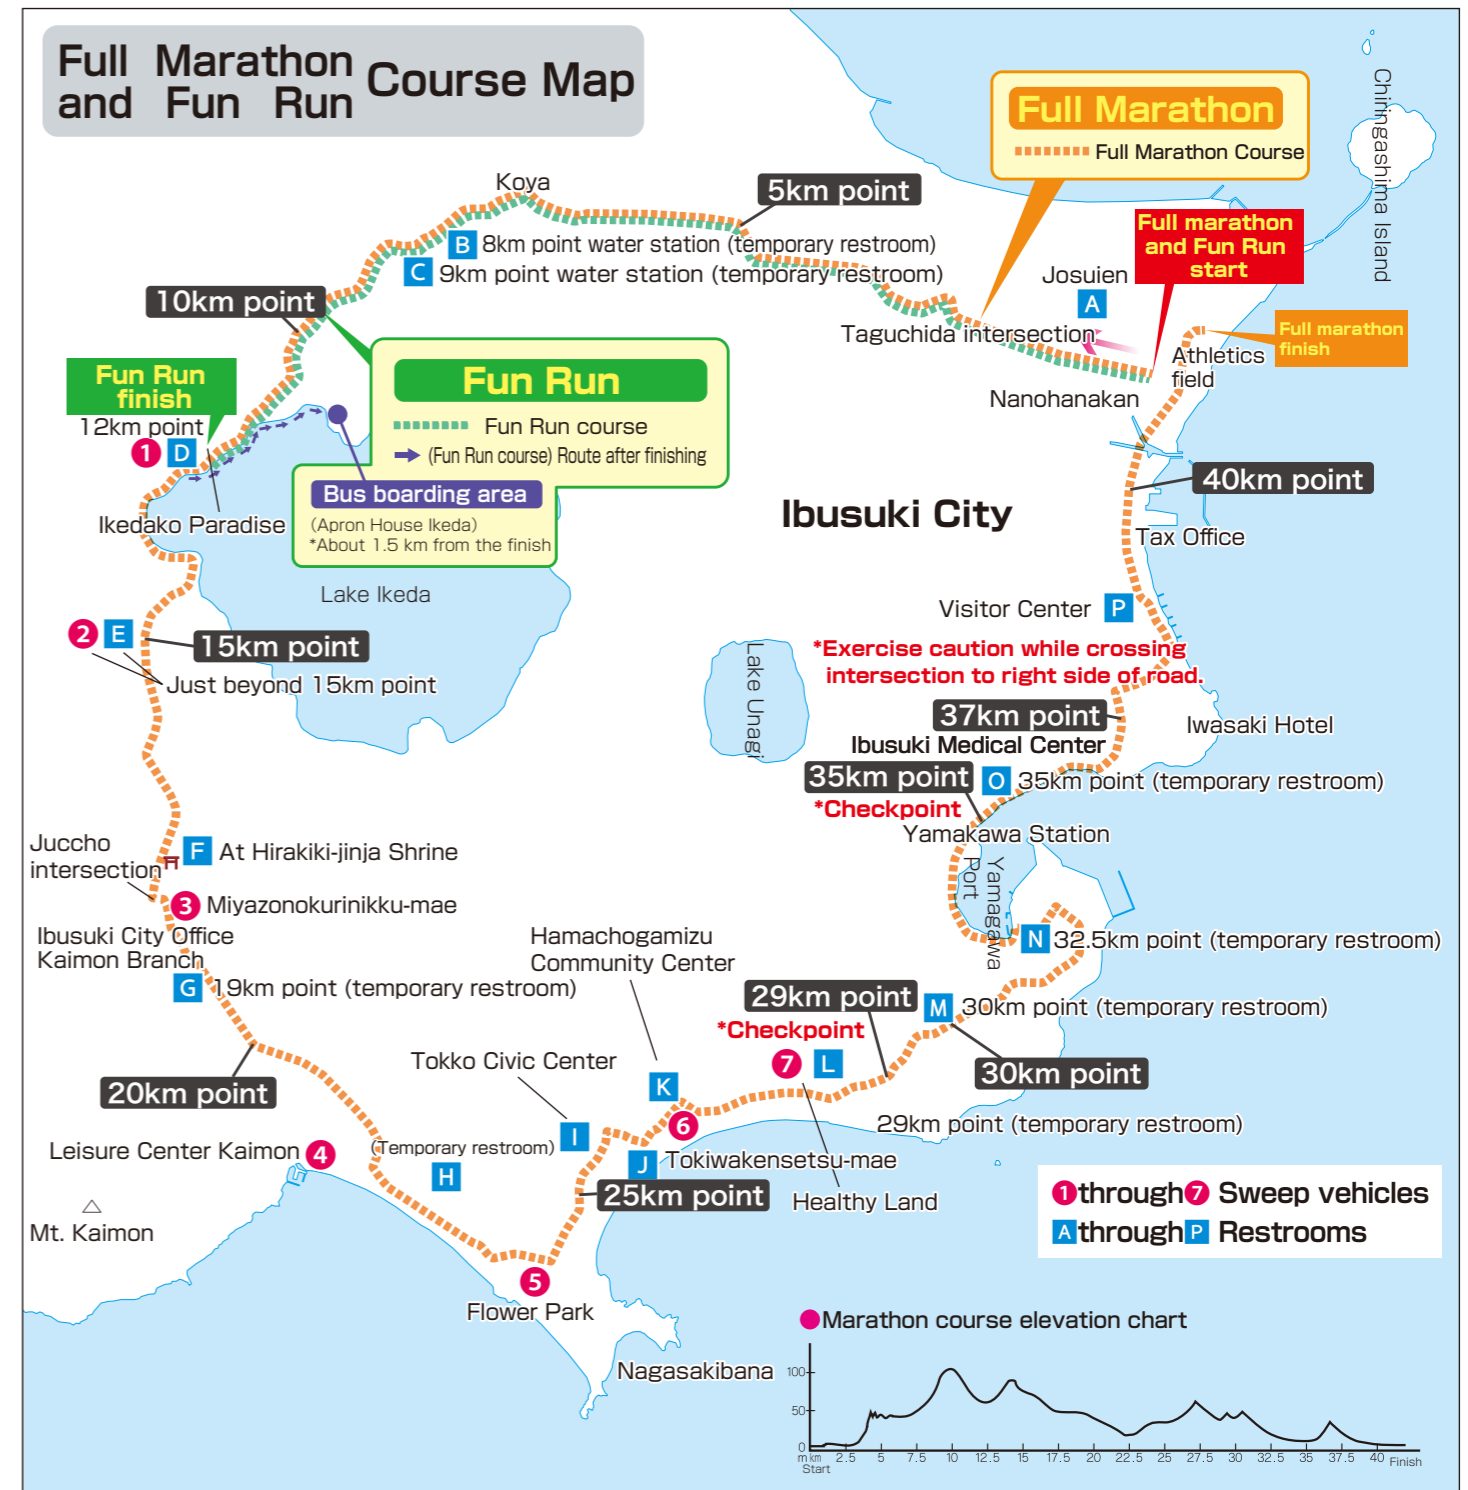 Full Marathon
and Fun Run
Course Map
Full Marathon
Full Marathon Course
Chiringashima Island
Koya
5km point
Full marathon
and Fun Run
start
B 8km point water station (temporary restroom)
C 9km point water station (temporary restroom)
Josuien
A
10km point
Taguchida intersection
Full marathon
finish
Athletics
field
Nanohanakan
Fun Run
finish
12km point
1 D
Fun Run
Fun Run course
(Fun Run course) Route after finishing
Bus boarding area
(Apron House Ikeda)
*About 1.5 km from the finish
Ikedako Paradise
Lake Ikeda
Ibusuki City
40km point
Tax Office
Visitor Center P
2 E
15km point
Just beyond 15km point
*Exercise caution while crossing
intersection to right side of road.
Lake Unagi
37km point
Iwasaki Hotel
Ibusuki Medical Center
35km point
O 35km point (temporary restroom)
*Checkpoint
Yamakawa Station
Yamagawa
Port
Juccho
intersection
F At Hirakiki-jinja Shrine
3 Miyazonokurinikku-mae
Ibusuki City Office
Kaimon Branch
G 19km point (temporary restroom)
Hamachogamizu
Community Center
N 32.5km point (temporary restroom)
29km point
*Checkpoint
M 30km point (temporary restroom)
7 L
30km point
Tokko Civic Center
K
20km point
6
29km point (temporary restroom)
Leisure Center Kaimon 4
(Temporary restroom)
H
I
J Tokiwakensetsu-mae
25km point
Healthy Land
1 through 7 Sweep vehicles
A through P Restrooms
Mt. Kaimon
5
Flower Park
Nagasakibana
Marathon course elevation chart
100
50
0
m km 2.5 5 7.5 10 12.5 15 17.5 20 22.5 25 27.5 30 32.5 35 37.5 40 Finish
Start